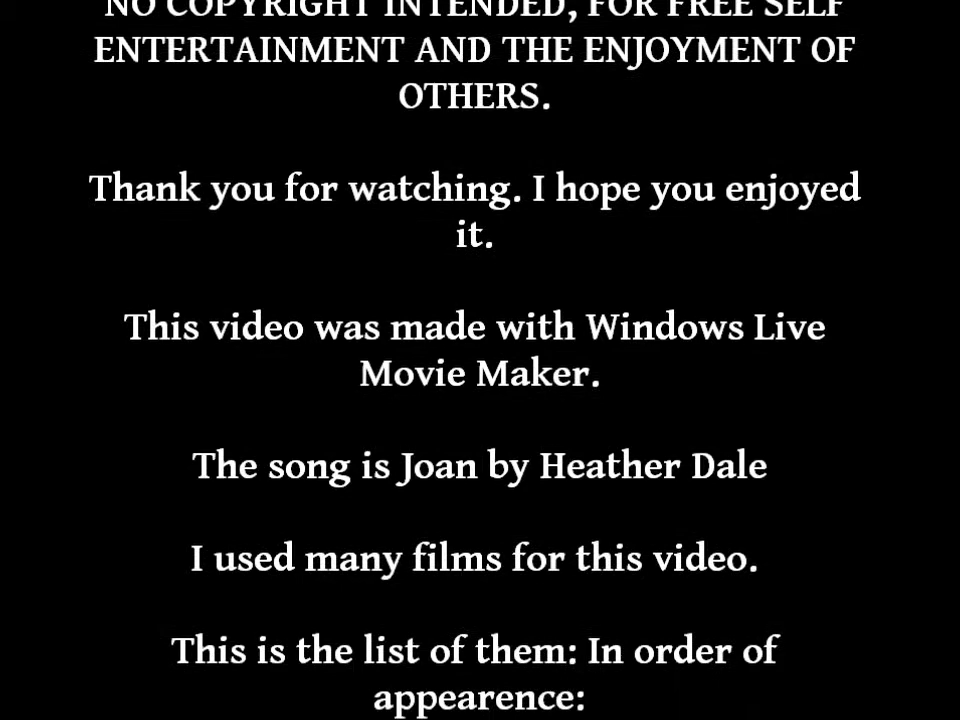 NO COPYRIGHT INTENDED, FOR FREE SELF
ENTERTAINMENT AND THE ENJOYMENT OF
OTHERS.
Thank you for watching. I hope you enjoyed
it.
This video was made with Windows Live
Movie Maker.
The song is Joan by Heather Dale
I used many films for this video.
This is the list of them: In order of
appearence: